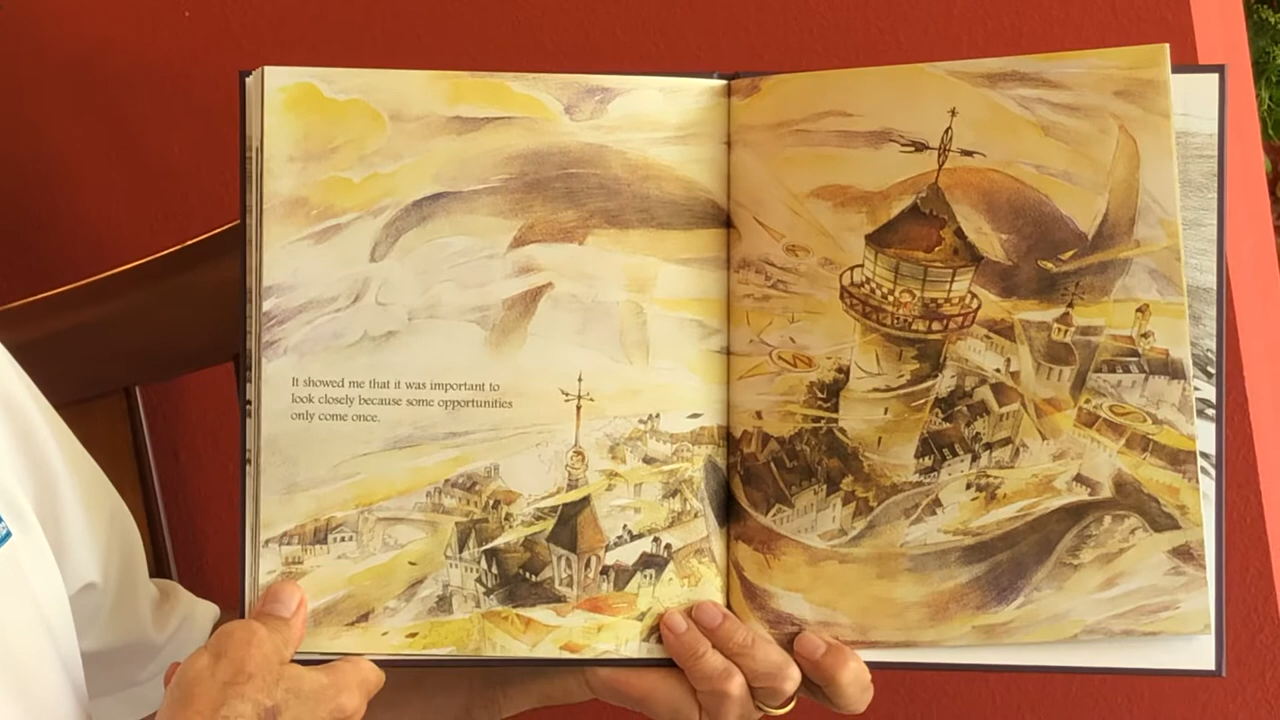 It showed me that it was important to
look closely because some opportunities
only come once.